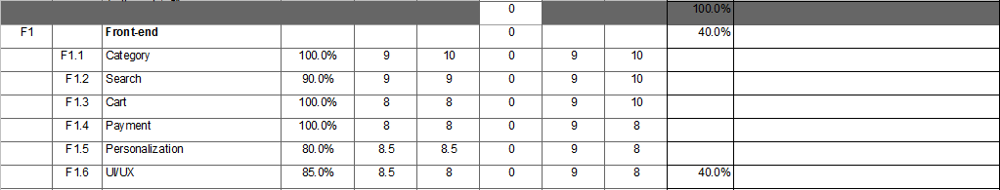 0 100.0%
F1 Front-end 0 40.0%
F1.1 Category 100.0% 9 10 0 9 10
F1.2 Search 90.0% 9 9 0 9 10
F1.3 Cart 100.0% 8 8 0 9 10
F1.4 Payment 100.0% 8 8 0 9 8
F1.5 Personalization 80.0% 8.5 8.5 0 9 8
F1.6 UI/UX 85.0% 8.5 8 0 9 8 40.0%